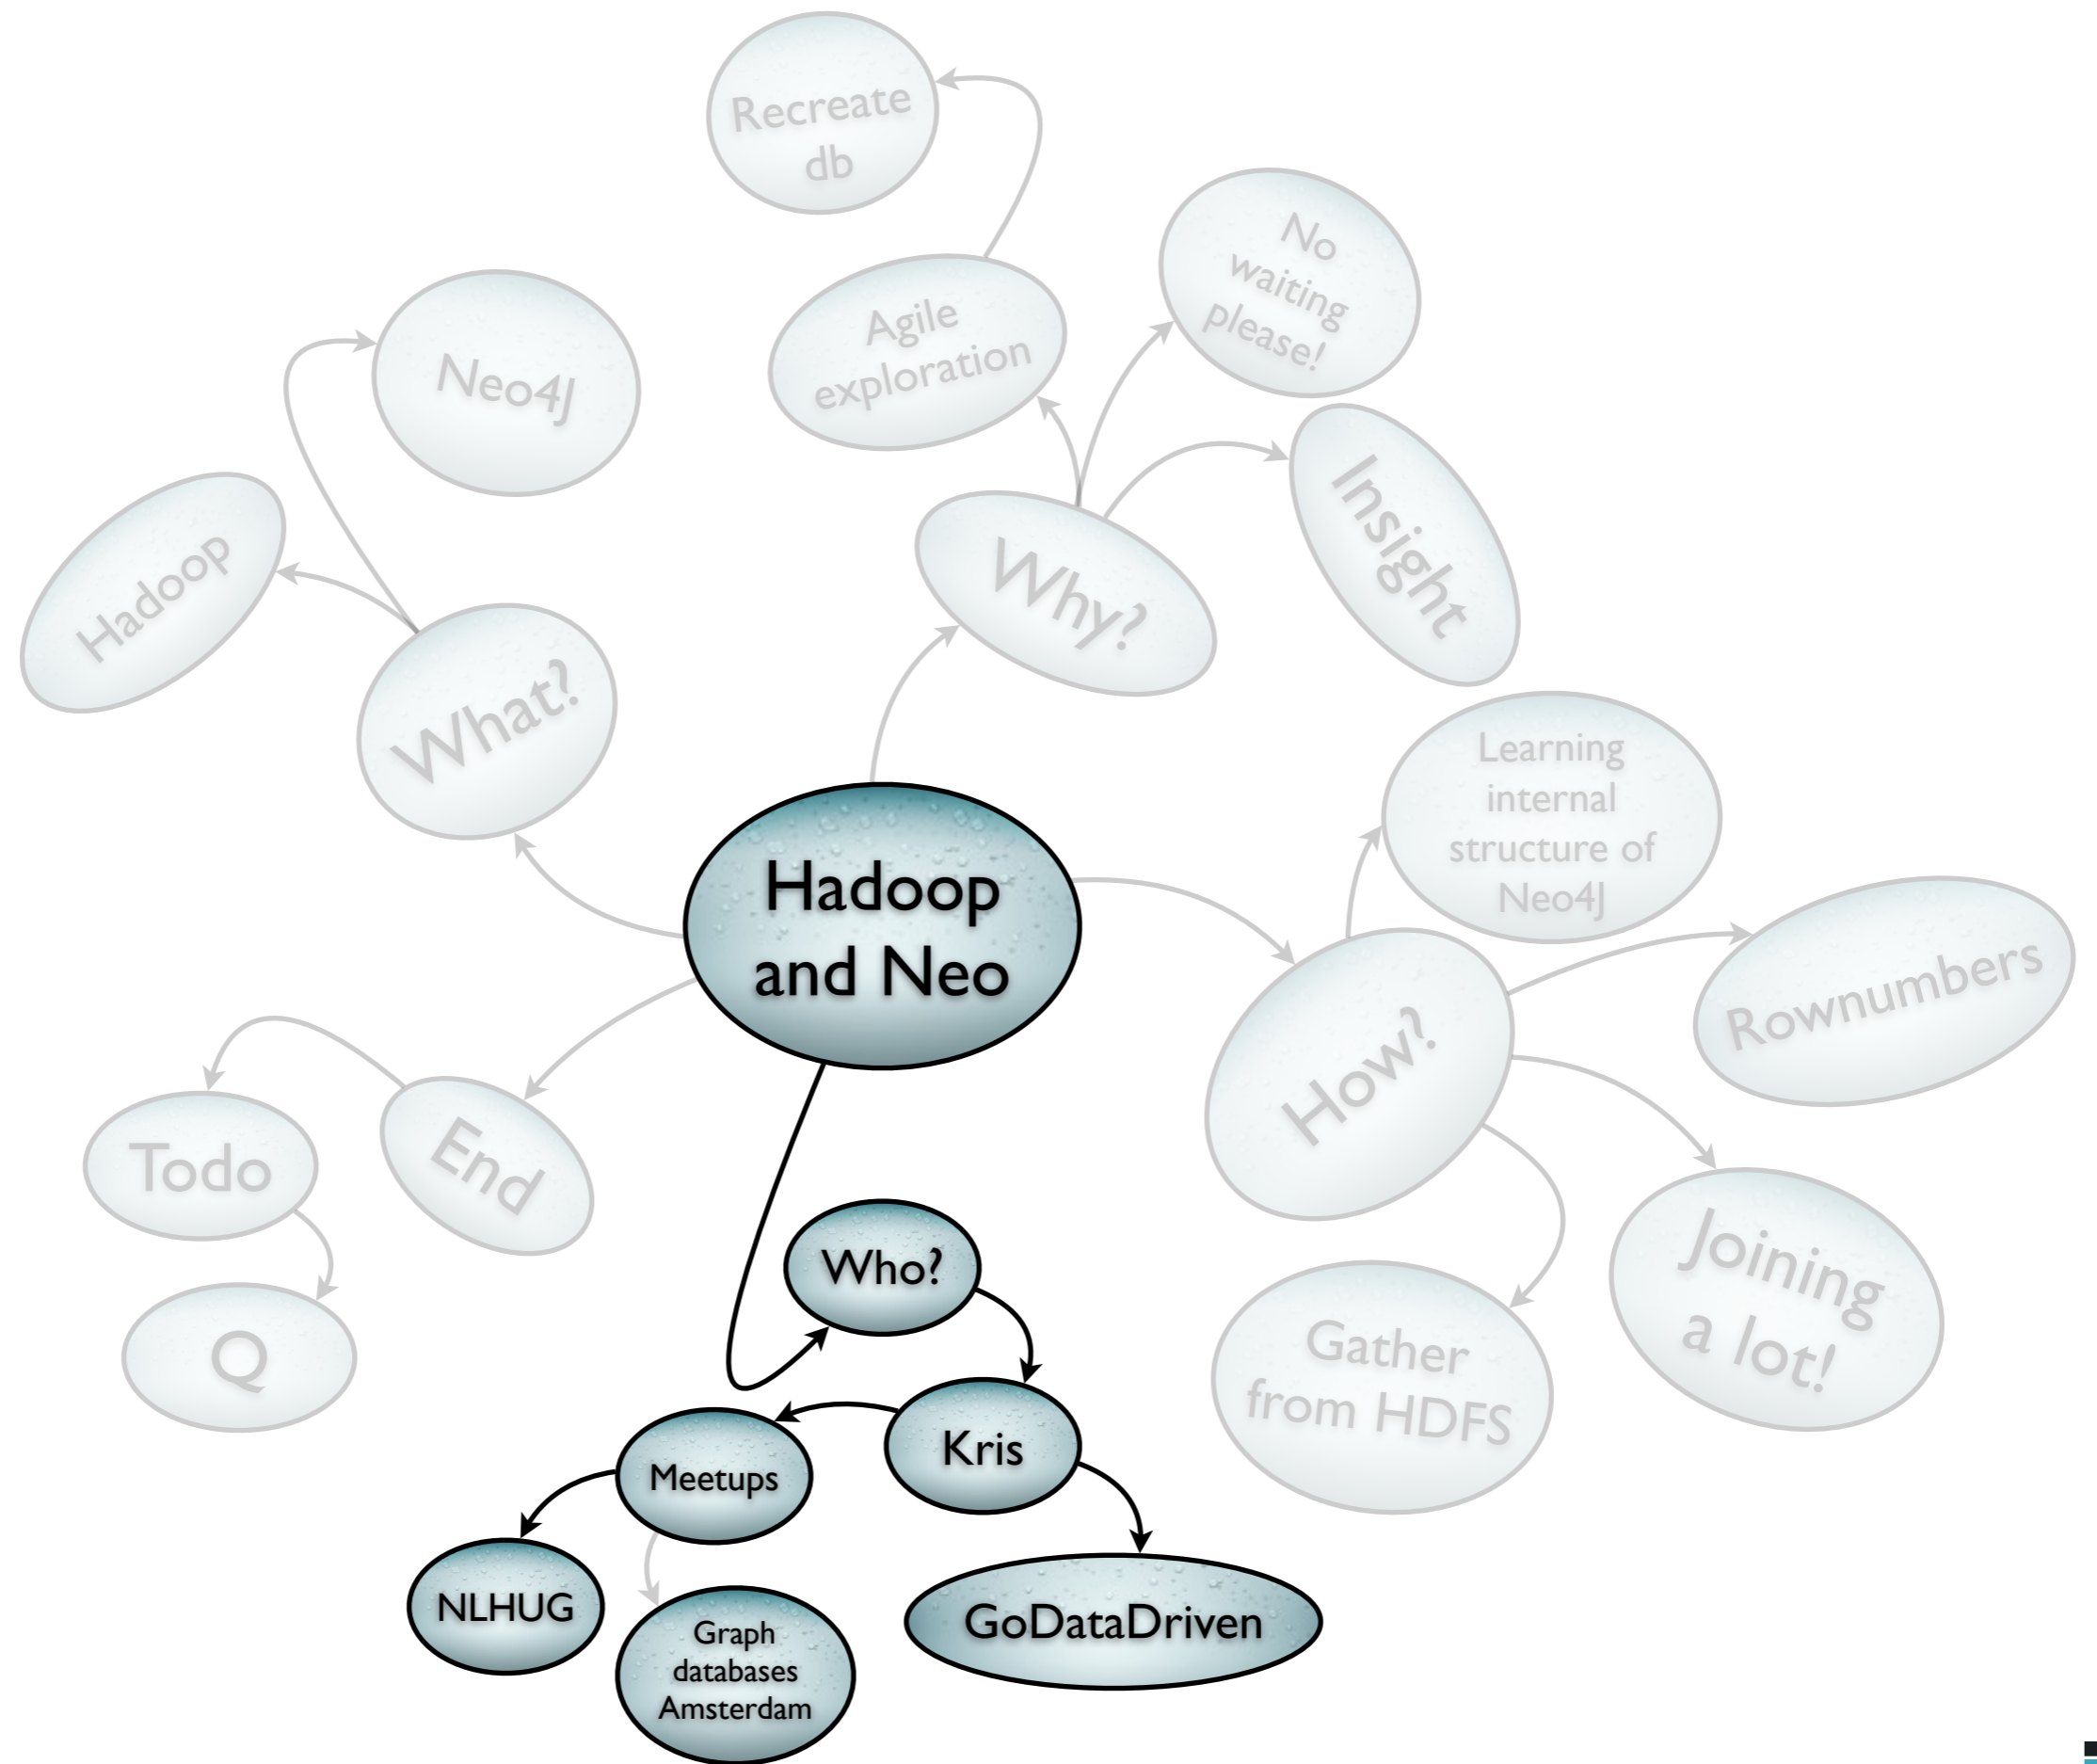 Recreate
db
No
waiting
please!
Agile
exploration
Neo4J
Insight
Hadoop
Why?
What?
Learning
internal
structure of
Neo4J
Hadoop
and Neo
Rownumbers
How?
Todo
End
Who?
Joining
a lot!
Q
Gather
from HDFS
Kris
Meetups
NLHUG
Graph
databases
Amsterdam
GoDataDriven